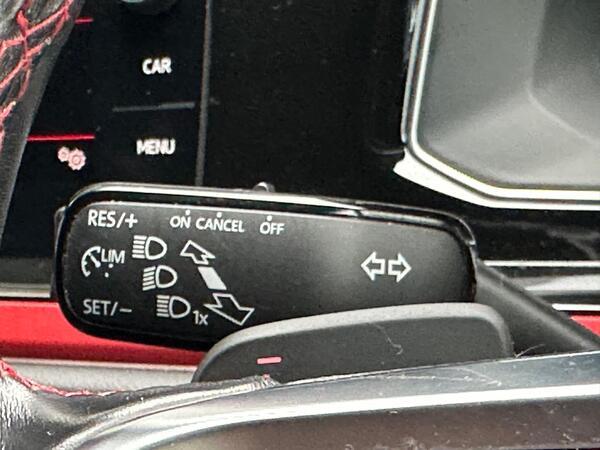 CAR
MENU
RES/+ ON CANCEL OFF
LIM
SET/− 1x
−